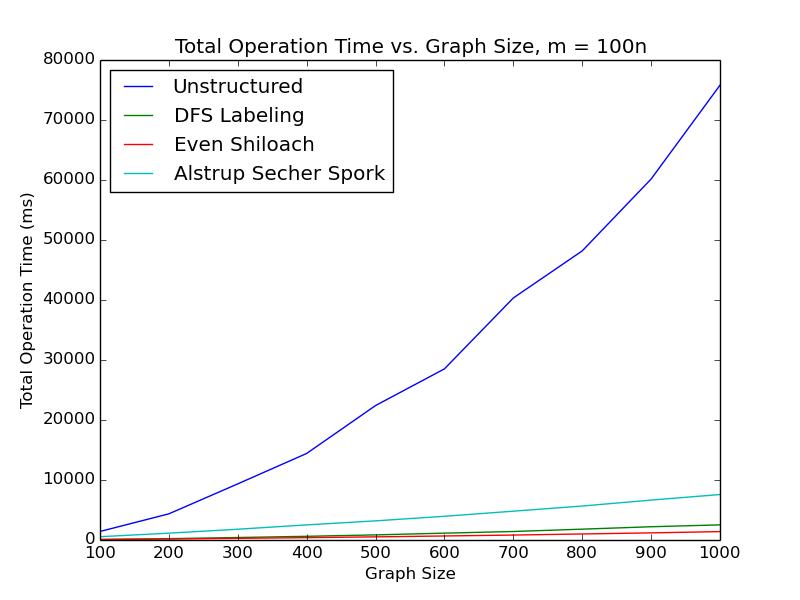 Total Operation Time vs. Graph Size, m = 100n
80000
70000
60000
50000
40000
30000
20000
10000
0
Total Operation Time (ms)
Unstructured
DFS Labeling
Even Shiloach
Alstrup Secher Spork
100 200 300 400 500 600 700 800 900 1000
Graph Size